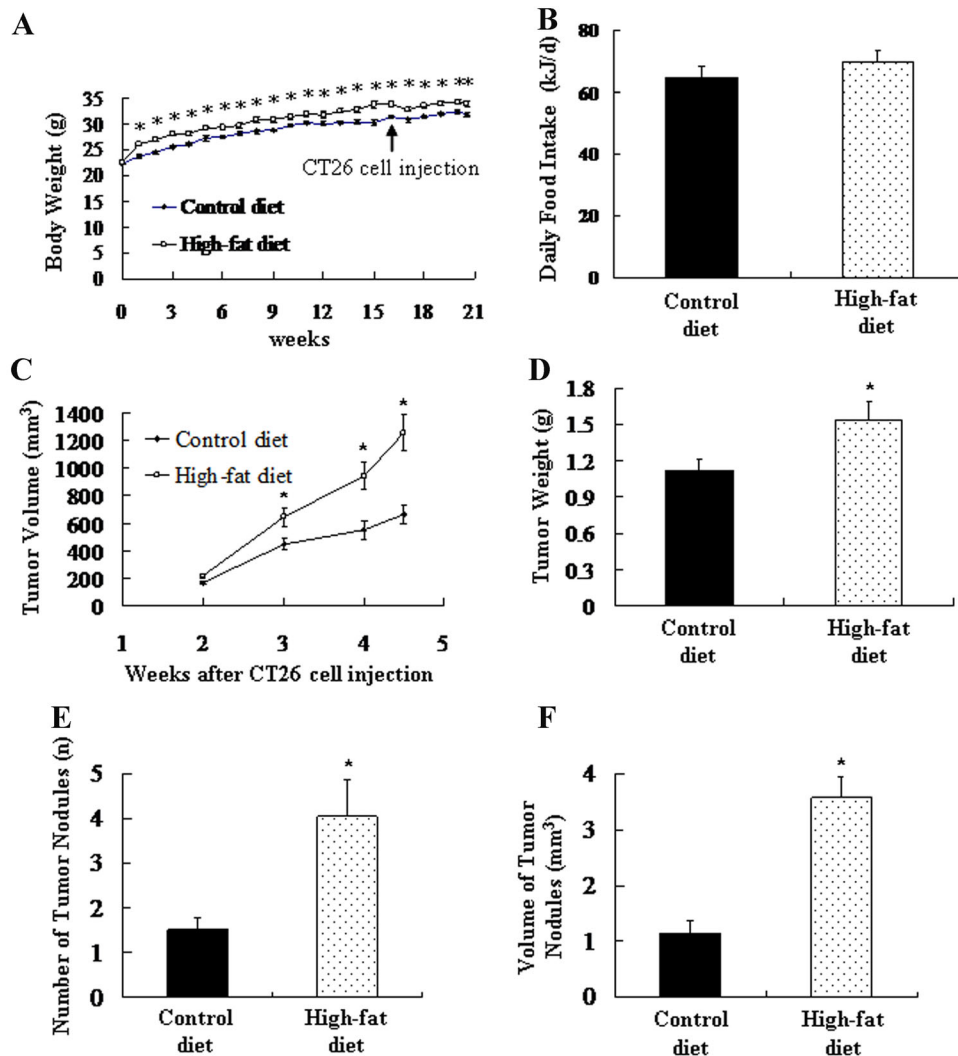 A
Body Weight (g)
35
30
25
20
15
10
5
0
* * * * * * * * * * * * * * * * * * * * *
CT26 cell injection
Control diet
High-fat diet
0 3 6 9 12 15 18 21
weeks
B
Daily Food Intake (kJ/d)
80
60
40
20
0
Control
diet
High-fat
diet
C
Tumor Volume (mm³)
1400
1200
1000
800
600
400
200
0
Control diet
High-fat diet
*
*
*
1 2 3 4 5
Weeks after CT26 cell injection
D
Tumor Weight (g)
1.8
1.5
1.2
0.9
0.6
0.3
0
*
Control
diet
High-fat
diet
E
Number of Tumor Nodules (n)
5
4
3
2
1
0
*
Control
diet
High-fat
diet
F
Volume of Tumor
Nodules (mm³)
4
3
2
1
0
*
Control
diet
High-fat
diet